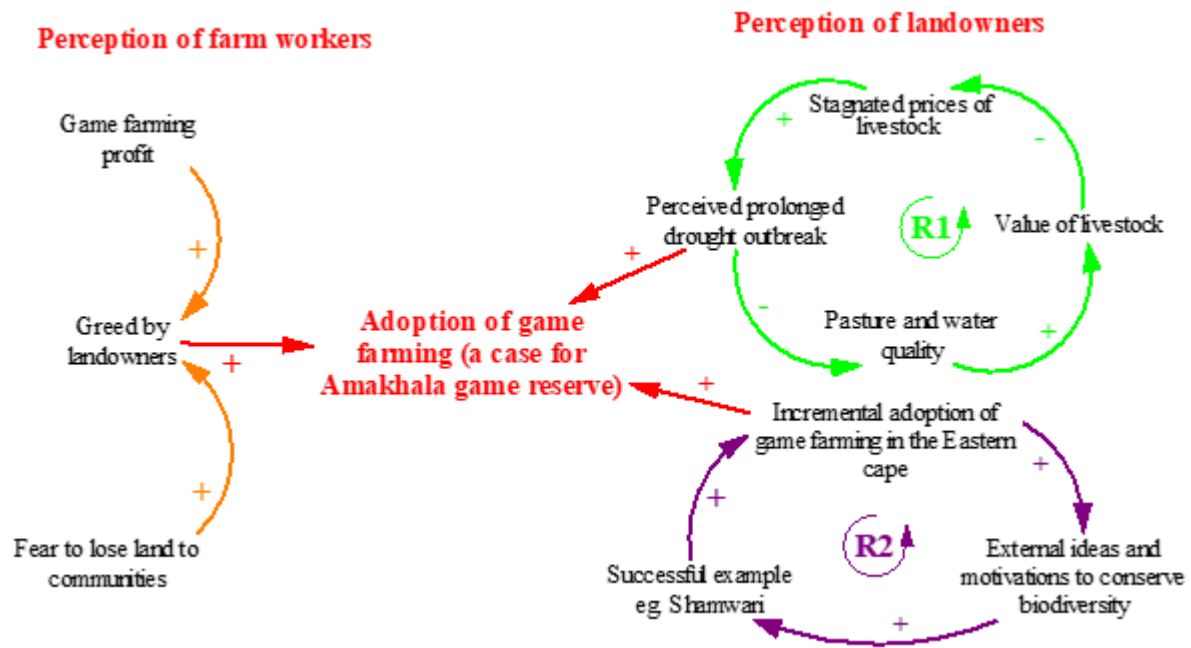 Perception of farm workers
Game farming
profit
+
Greed by
landowners
+
+
Fear to lose land to
communities
Adoption of game
farming (a case for
Amakhala game reserve)
Perception of landowners
Stagnated prices of
livestock
+
-
Perceived prolonged
drought outbreak
R1
Value of livestock
+
-
Pasture and water
quality
+
+
Incremental adoption of
game farming in the Eastern
cape
+
+
R2
Successful example
eg. Shamwari
External ideas and
motivations to conserve
biodiversity
+